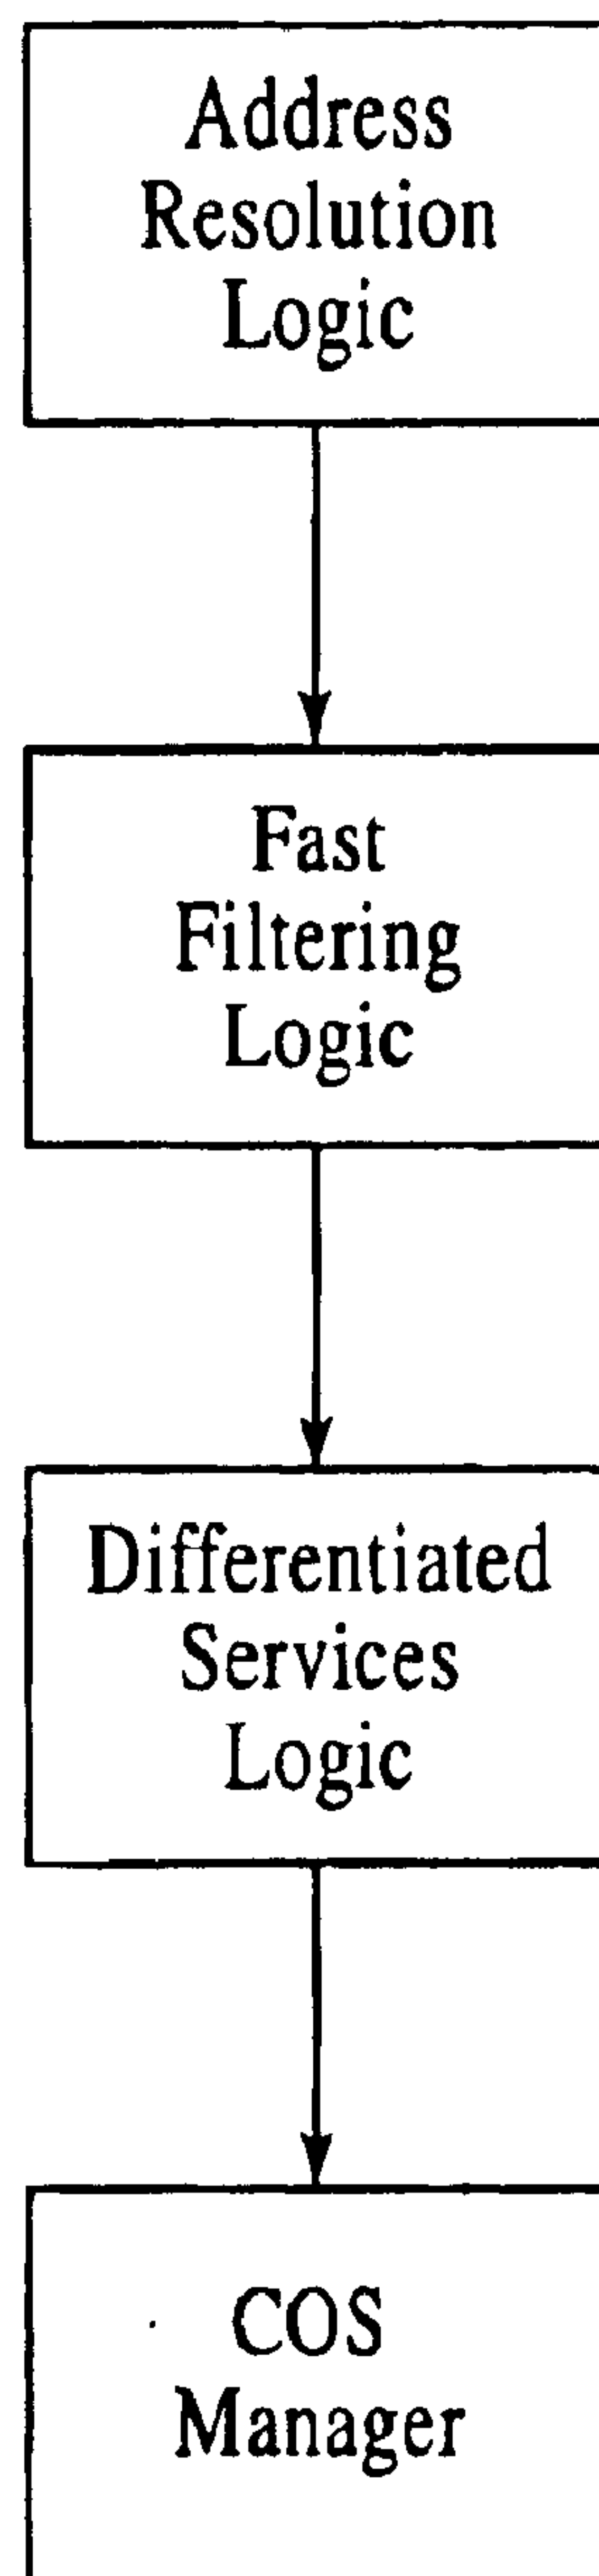 Address
Resolution
Logic
Fast
Filtering
Logic
Differentiated
Services
Logic
COS
Manager